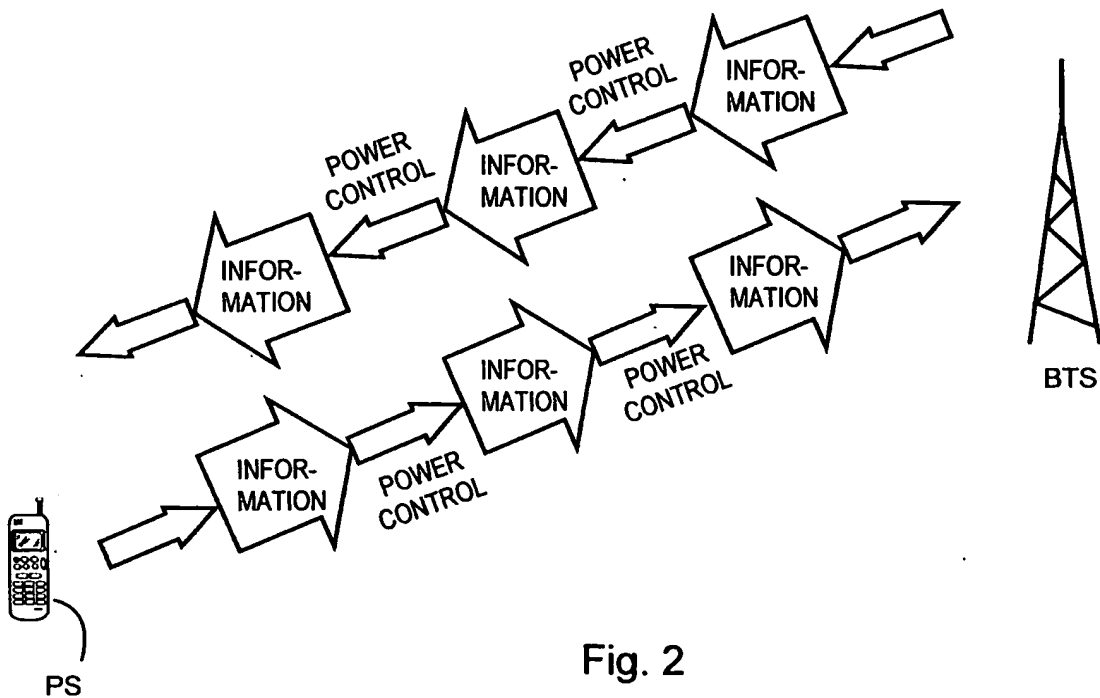 INFOR-
MATION
POWER
CONTROL
INFOR-
MATION
POWER
CONTROL
INFOR-
MATION
INFOR-
MATION
POWER
CONTROL
INFOR-
MATION
POWER
CONTROL
INFOR-
MATION
BTS
PS
Fig. 2